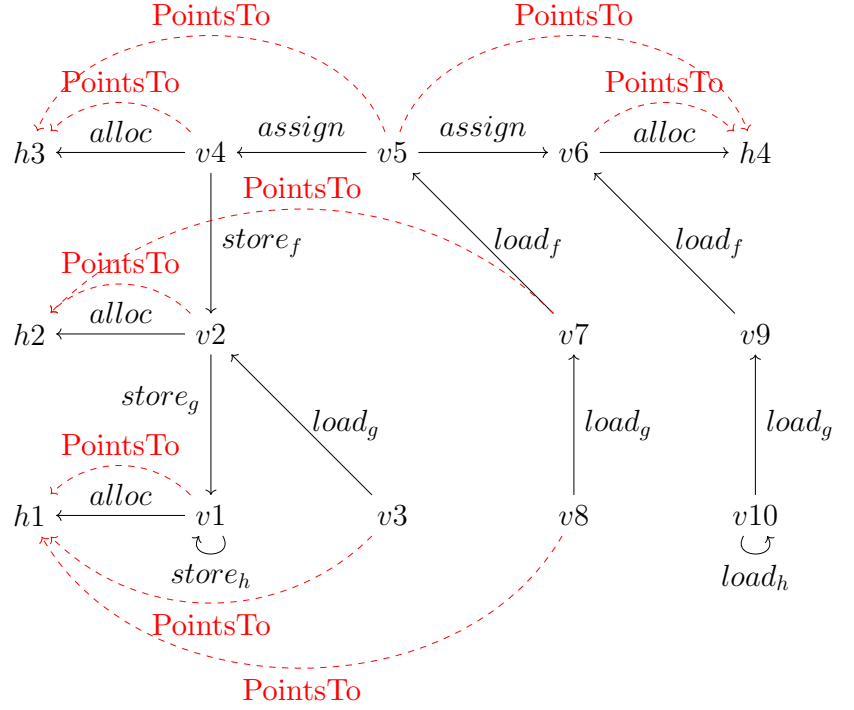 PointsTo PointsTo
PointsTo PointsTo
alloc assign assign alloc
h3 v4 v5 v6 h4
PointsTo
store_f load_f load_f
PointsTo
alloc
h2 v2 v7 v9
store_g load_g load_g load_g
PointsTo
alloc
h1 v1 v3 v8 v10
store_h load_h
PointsTo
PointsTo